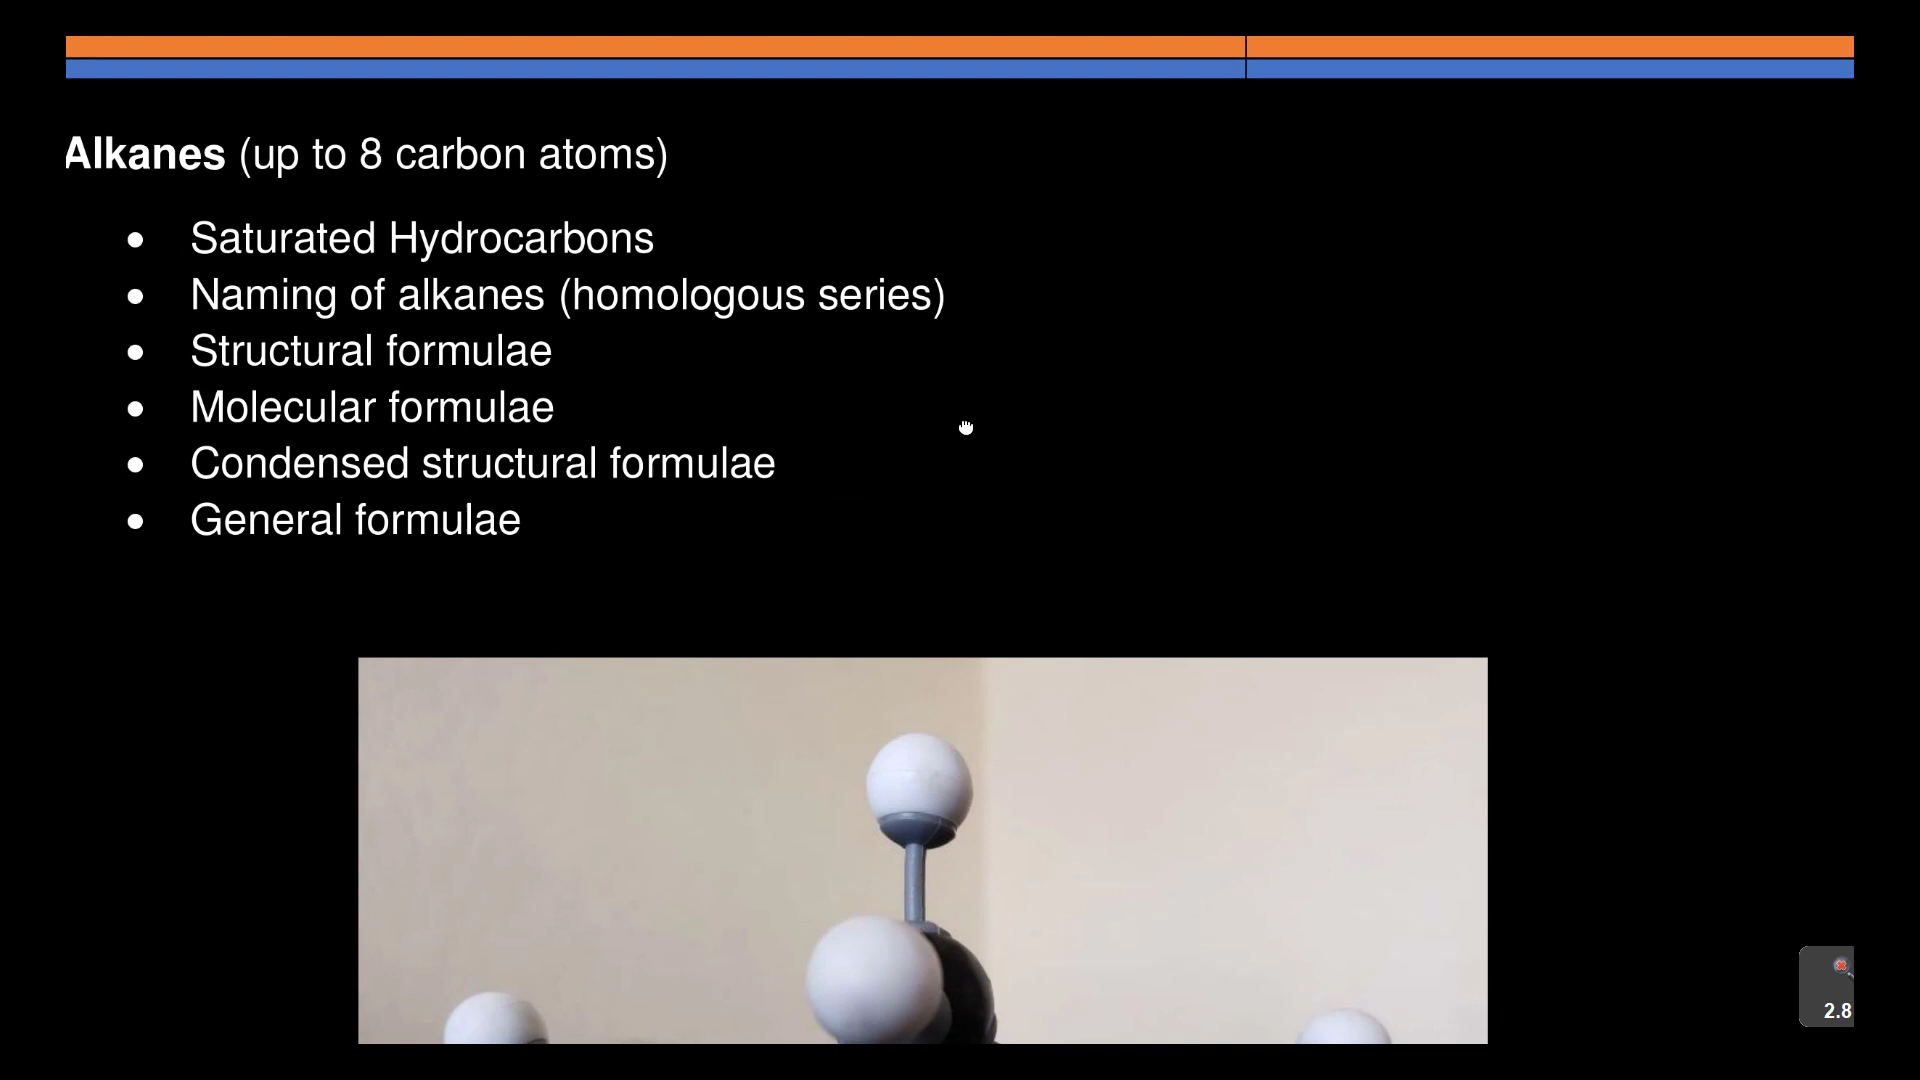 Alkanes (up to 8 carbon atoms)
● Saturated Hydrocarbons
● Naming of alkanes (homologous series)
● Structural formulae
● Molecular formulae
● Condensed structural formulae
● General formulae
2.8